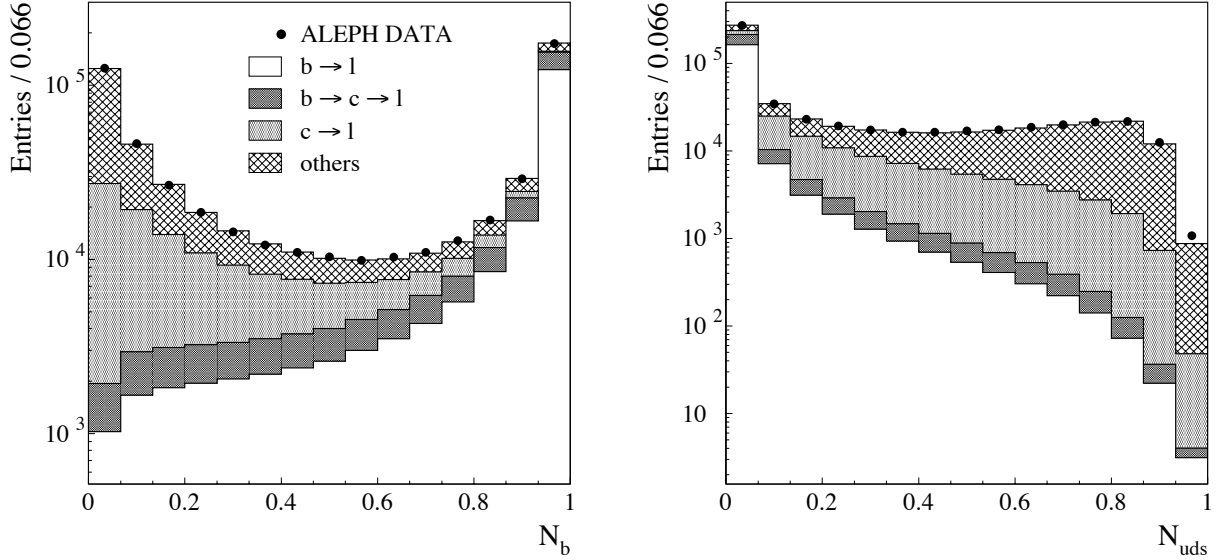 Entries / 0.066
10^5
10^4
10^3
ALEPH DATA
b → l
b → c → l
c → l
others
0 0.2 0.4 0.6 0.8 1
N_b
Entries / 0.066
10^5
10^4
10^3
10^2
10
0 0.2 0.4 0.6 0.8 1
N_uds